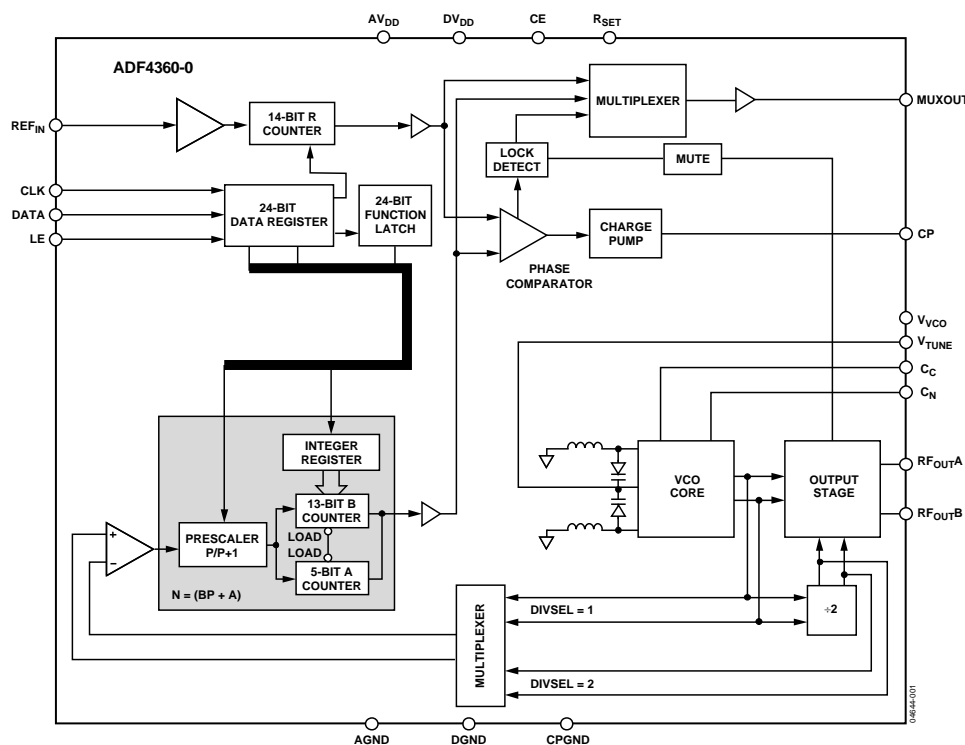 AVDD
DVDD
CE
RSET
ADF4360-0
MULTIPLEXER
MUXOUT
REFIN
14-BIT R
COUNTER
LOCK
DETECT
MUTE
CLK
DATA
LE
24-BIT
DATA REGISTER
24-BIT
FUNCTION
LATCH
CHARGE
PUMP
CP
PHASE
COMPARATOR
VVCO
VTUNE
CC
CN
INTEGER
REGISTER
13-BIT B
COUNTER
LOAD
LOAD
5-BIT A
COUNTER
PRESCALER
P/P+1
+
−
N = (BP + A)
VCO
CORE
OUTPUT
STAGE
RFOUTA
RFOUTB
MULTIPLEXER
DIVSEL = 1
DIVSEL = 2
÷2
AGND
DGND
CPGND
04644-001